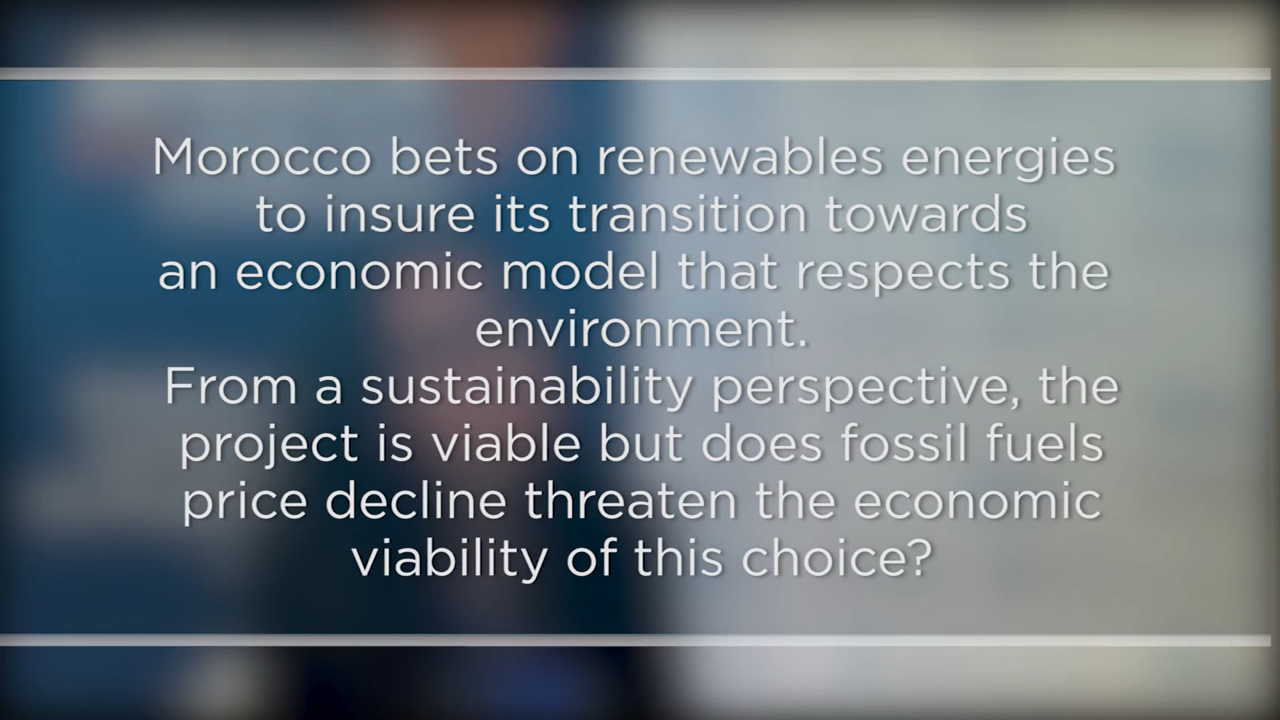 Morocco bets on renewables energies
to insure its transition towards
an economic model that respects the
environment.
From a sustainability perspective, the
project is viable but does fossil fuels
price decline threaten the economic
viability of this choice?